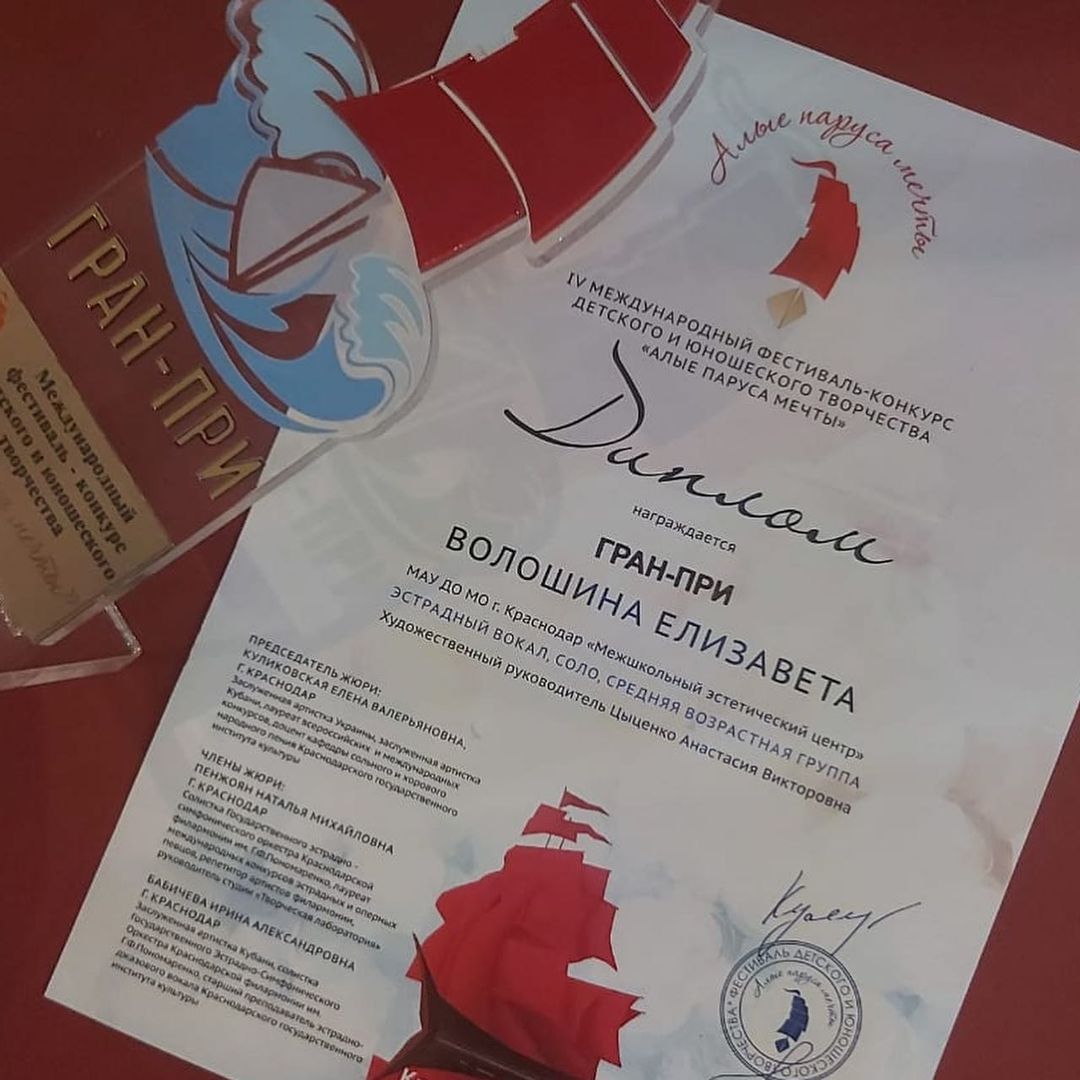 ГРАН-ПРИ
Международный
фестиваль - конкурс
и юношеского
творчества
мечты»
Алые паруса мечты
IV МЕЖДУНАРОДНЫЙ ФЕСТИВАЛЬ-КОНКУРС
ДЕТСКОГО И ЮНОШЕСКОГО ТВОРЧЕСТВА
«АЛЫЕ ПАРУСА МЕЧТЫ»
Диплом
награждается
ГРАН-ПРИ
ВОЛОШИНА ЕЛИЗАВЕТА
МАУ ДО МО г. Краснодар «Межшкольный эстетический центр»
ЭСТРАДНЫЙ ВОКАЛ, СОЛО, СРЕДНЯЯ ВОЗРАСТНАЯ ГРУППА
Художественный руководитель Цыценко Анастасия Викторовна
ПРЕДСЕДАТЕЛЬ ЖЮРИ:
КУЛИКОВСКАЯ ЕЛЕНА ВАЛЕРЬЯНОВНА,
Г. КРАСНОДАР
Заслуженная артистка Украины, заслуженная артистка
Кубани, лауреат всероссийских и международных
конкурсов, доцент кафедры сольного и хорового
народного пения Краснодарского государственного
института культуры
ЧЛЕНЫ ЖЮРИ:
ПЕНЖОЯН НАТАЛЬЯ МИХАЙЛОВНА
Г. КРАСНОДАР
Солистка Государственного эстрадно -
симфонического оркестра Краснодарской
филармонии им. Г.Ф.Пономаренко, лауреат
международных конкурсов эстрадных и оперных
певцов, репетитор артистов филармонии,
руководитель студии «Творческая лаборатория»
БАБИЧЕВА ИРИНА АЛЕКСАНДРОВНА
Г. КРАСНОДАР
Заслуженная артистка Кубани, солистка
Государственного Эстрадно-Симфонического
Оркестра Краснодарской филармонии им.
Г.Ф.Пономаренко, старший преподаватель эстрадно-
джазового вокала Краснодарского государственного
института культуры
ФЕСТИВАЛЬ ДЕТСКОГО И ЮНОШЕСКОГО ТВОРЧЕСТВА*
Алые паруса мечты